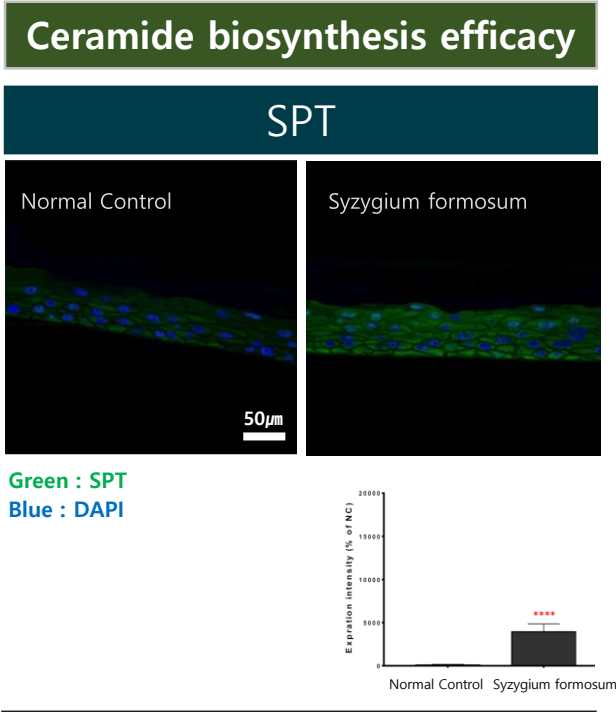 Ceramide biosynthesis efficacy
SPT
Normal Control
Syzygium formosum
50㎛
Green : SPT
Blue : DAPI
Expration intensity (% of NC)
20000
15000
10000
5000
0
****
Normal Control
Syzygium formosum